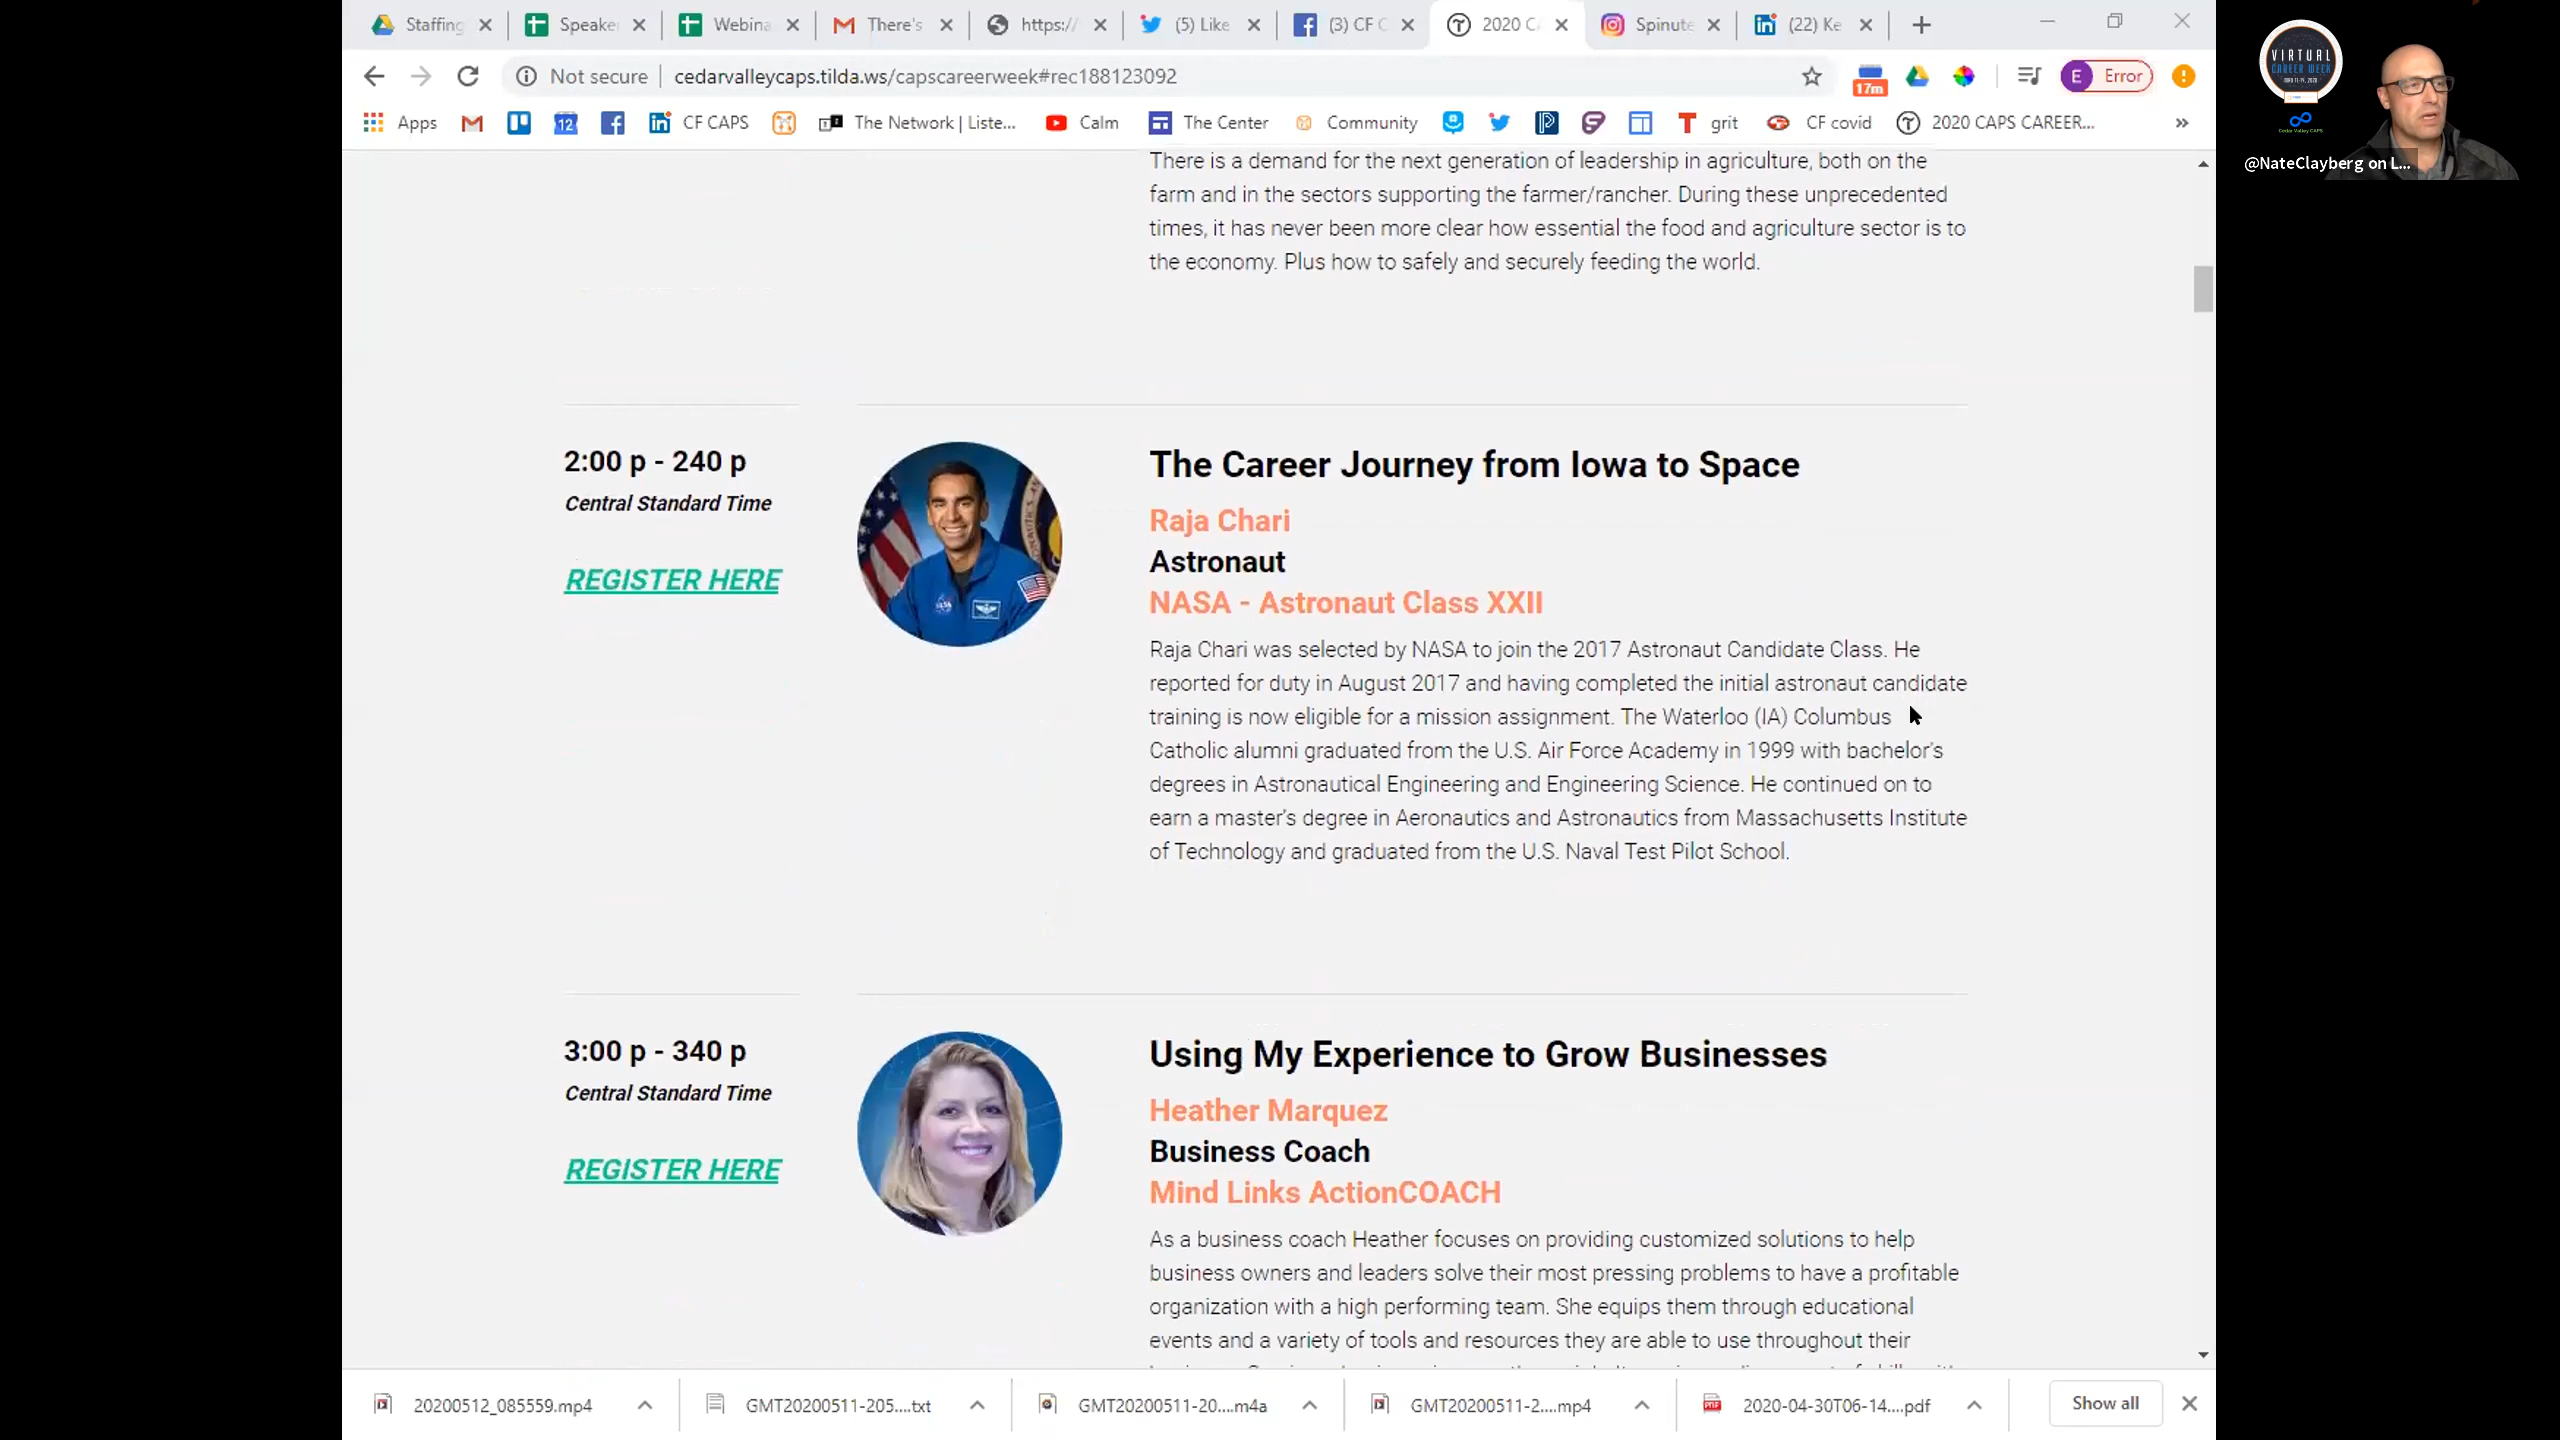 Staffing
Speaker
Webina
There's
https://
(5) Like
(3) CF C
2020 CA
Spinute
(22) Ke
Not secure
cedarvalleycaps.tilda.ws/capscareerweek#rec188123092
17m
E
Error
Apps
12
CF CAPS
The Network | Liste...
Calm
The Center
Community
grit
CF covid
2020 CAPS CAREER...
»
VIRTUAL
CAREER WEEK
Cedar Valley CAPS
@NateClayberg on L...
There is a demand for the next generation of leadership in agriculture, both on the
farm and in the sectors supporting the farmer/rancher. During these unprecedented
times, it has never been more clear how essential the food and agriculture sector is to
the economy. Plus how to safely and securely feeding the world.
2:00 p - 240 p
Central Standard Time
REGISTER HERE
The Career Journey from Iowa to Space
Raja Chari
Astronaut
NASA - Astronaut Class XXII
Raja Chari was selected by NASA to join the 2017 Astronaut Candidate Class. He
reported for duty in August 2017 and having completed the initial astronaut candidate
training is now eligible for a mission assignment. The Waterloo (IA) Columbus
Catholic alumni graduated from the U.S. Air Force Academy in 1999 with bachelor's
degrees in Astronautical Engineering and Engineering Science. He continued on to
earn a master's degree in Aeronautics and Astronautics from Massachusetts Institute
of Technology and graduated from the U.S. Naval Test Pilot School.
3:00 p - 340 p
Central Standard Time
REGISTER HERE
Using My Experience to Grow Businesses
Heather Marquez
Business Coach
Mind Links ActionCOACH
As a business coach Heather focuses on providing customized solutions to help
business owners and leaders solve their most pressing problems to have a profitable
organization with a high performing team. She equips them through educational
events and a variety of tools and resources they are able to use throughout their
20200512_085559.mp4
GMT20200511-205....txt
GMT20200511-20....m4a
GMT20200511-2....mp4
2020-04-30T06-14....pdf
Show all